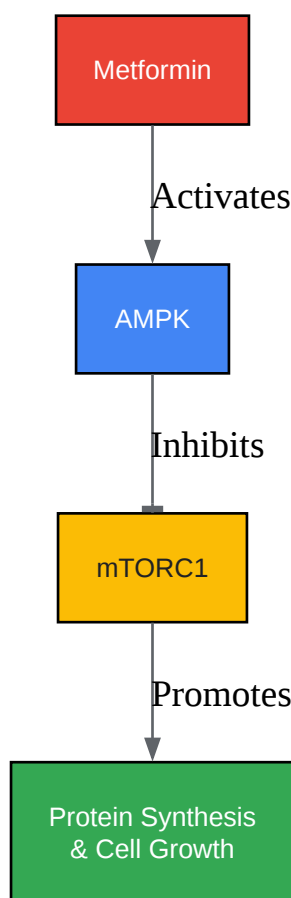 Metformin
Activates
AMPK
Inhibits
mTORC1
Promotes
Protein Synthesis
& Cell Growth